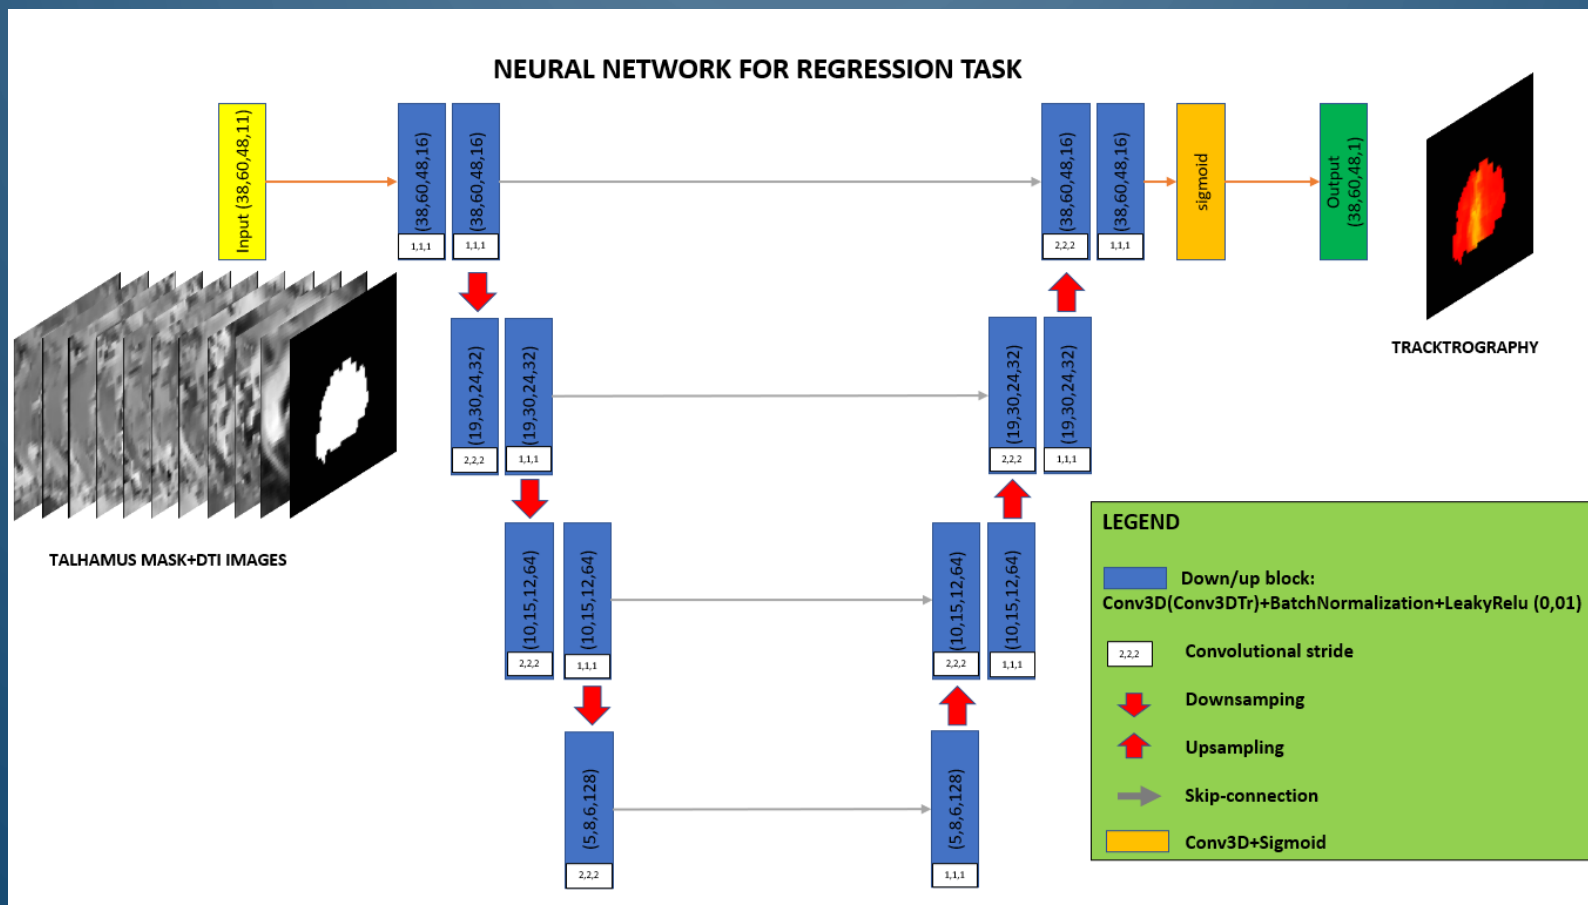 NEURAL NETWORK FOR REGRESSION TASK
Input (38,60,48,11)
(38,60,48,16)
1,1,1
(38,60,48,16)
1,1,1
(38,60,48,16)
2,2,2
(38,60,48,16)
1,1,1
sigmoid
Output
(38,60,48,1)
TRACKTROGRAPHY
(19,30,24,32)
2,2,2
(19,30,24,32)
1,1,1
(19,30,24,32)
2,2,2
(19,30,24,32)
1,1,1
TALHAMUS MASK+DTI IMAGES
(10,15,12,64)
2,2,2
(10,15,12,64)
1,1,1
(10,15,12,64)
2,2,2
(10,15,12,64)
1,1,1
(5,8,6,128)
2,2,2
(5,8,6,128)
1,1,1
LEGEND
Down/up block:
Conv3D(Conv3DTr)+BatchNormalization+LeakyRelu (0,01)
2,2,2
Convolutional stride
Downsamping
Upsampling
Skip-connection
Conv3D+Sigmoid